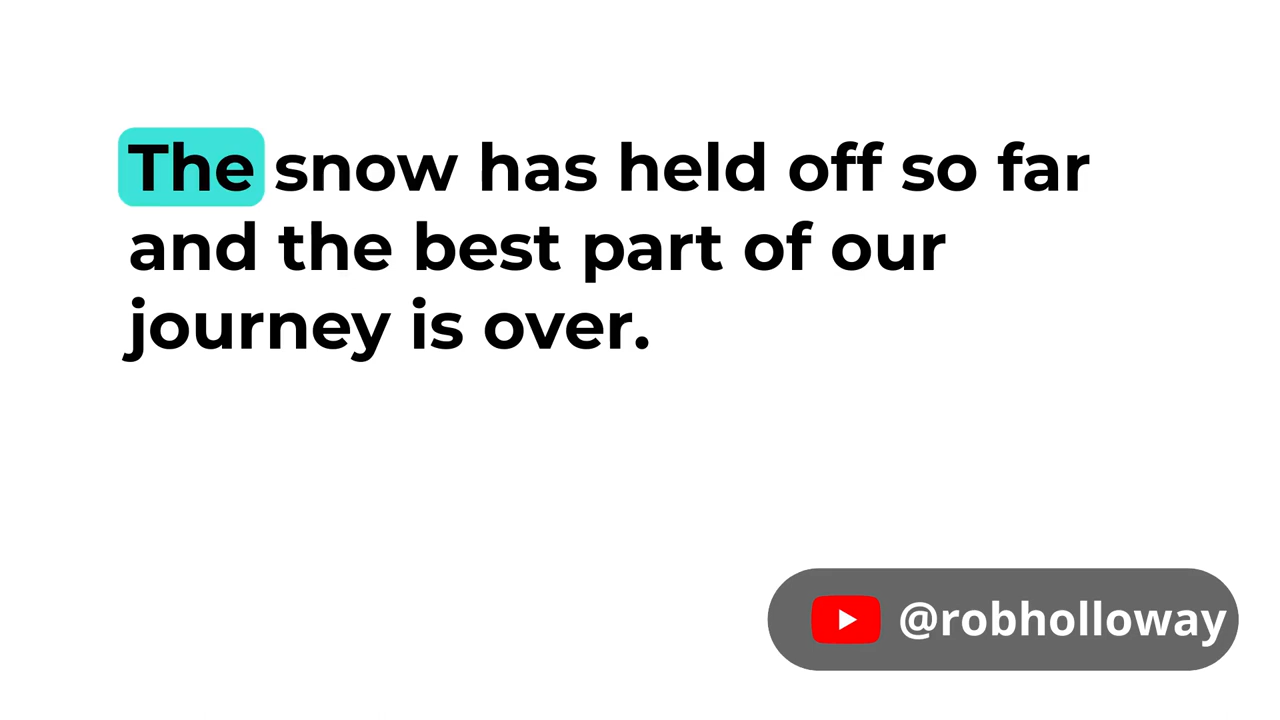 The snow has held off so far
and the best part of our
journey is over.
@robholloway